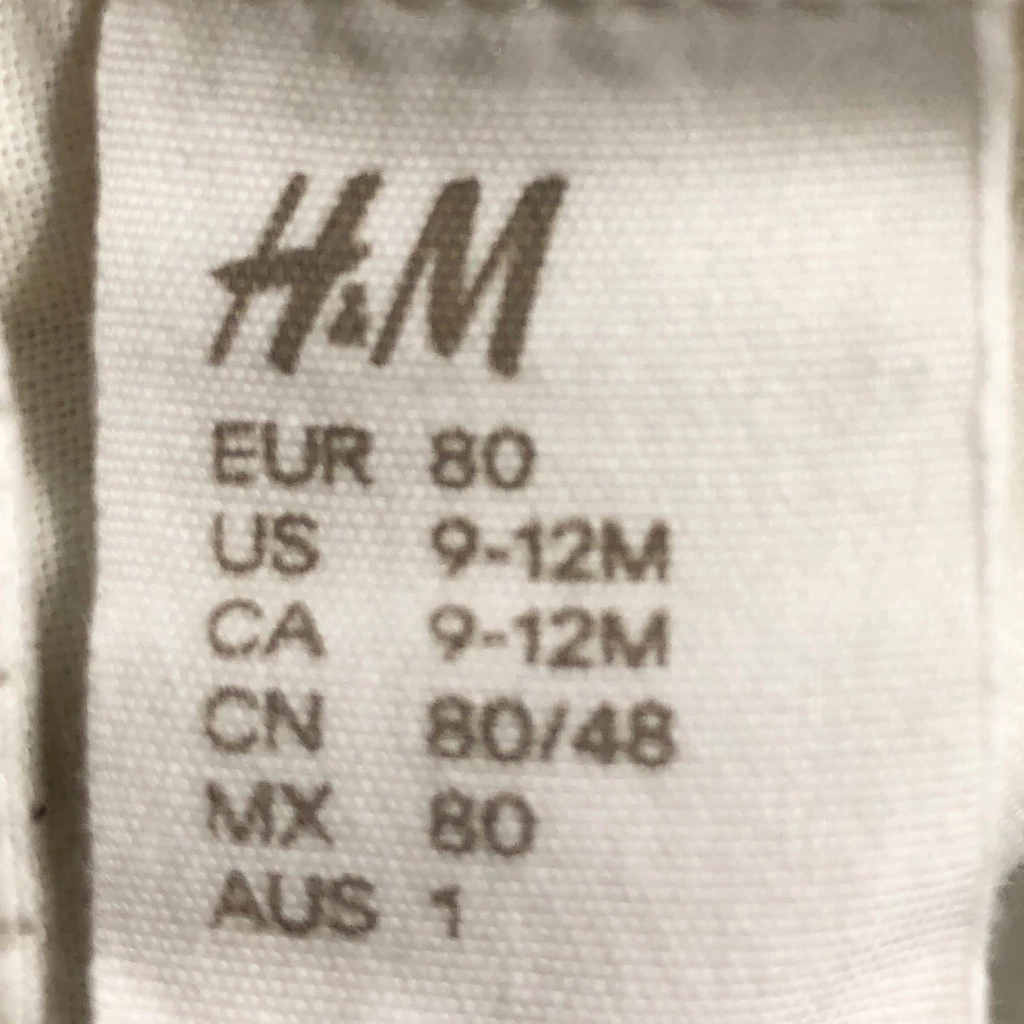 H&M
EUR 80
US 9-12M
CA 9-12M
CN 80/48
MX 80
AUS 1